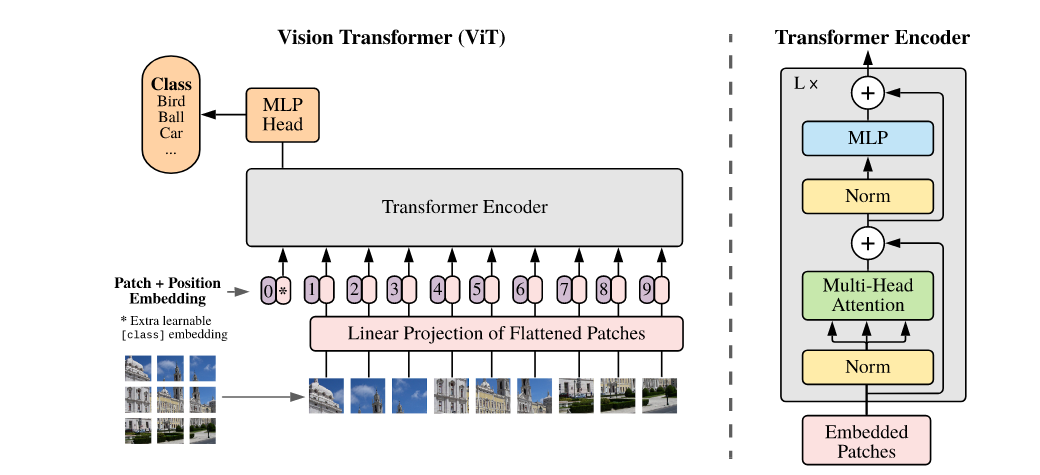 Vision Transformer (ViT)
Class
Bird
Ball
Car
...
MLP
Head
Transformer Encoder
Patch + Position
Embedding
0 * 1 2 3 4 5 6 7 8 9
* Extra learnable
[class] embedding
Linear Projection of Flattened Patches
Transformer Encoder
L x
+
MLP
Norm
+
Multi-Head
Attention
Norm
Embedded
Patches